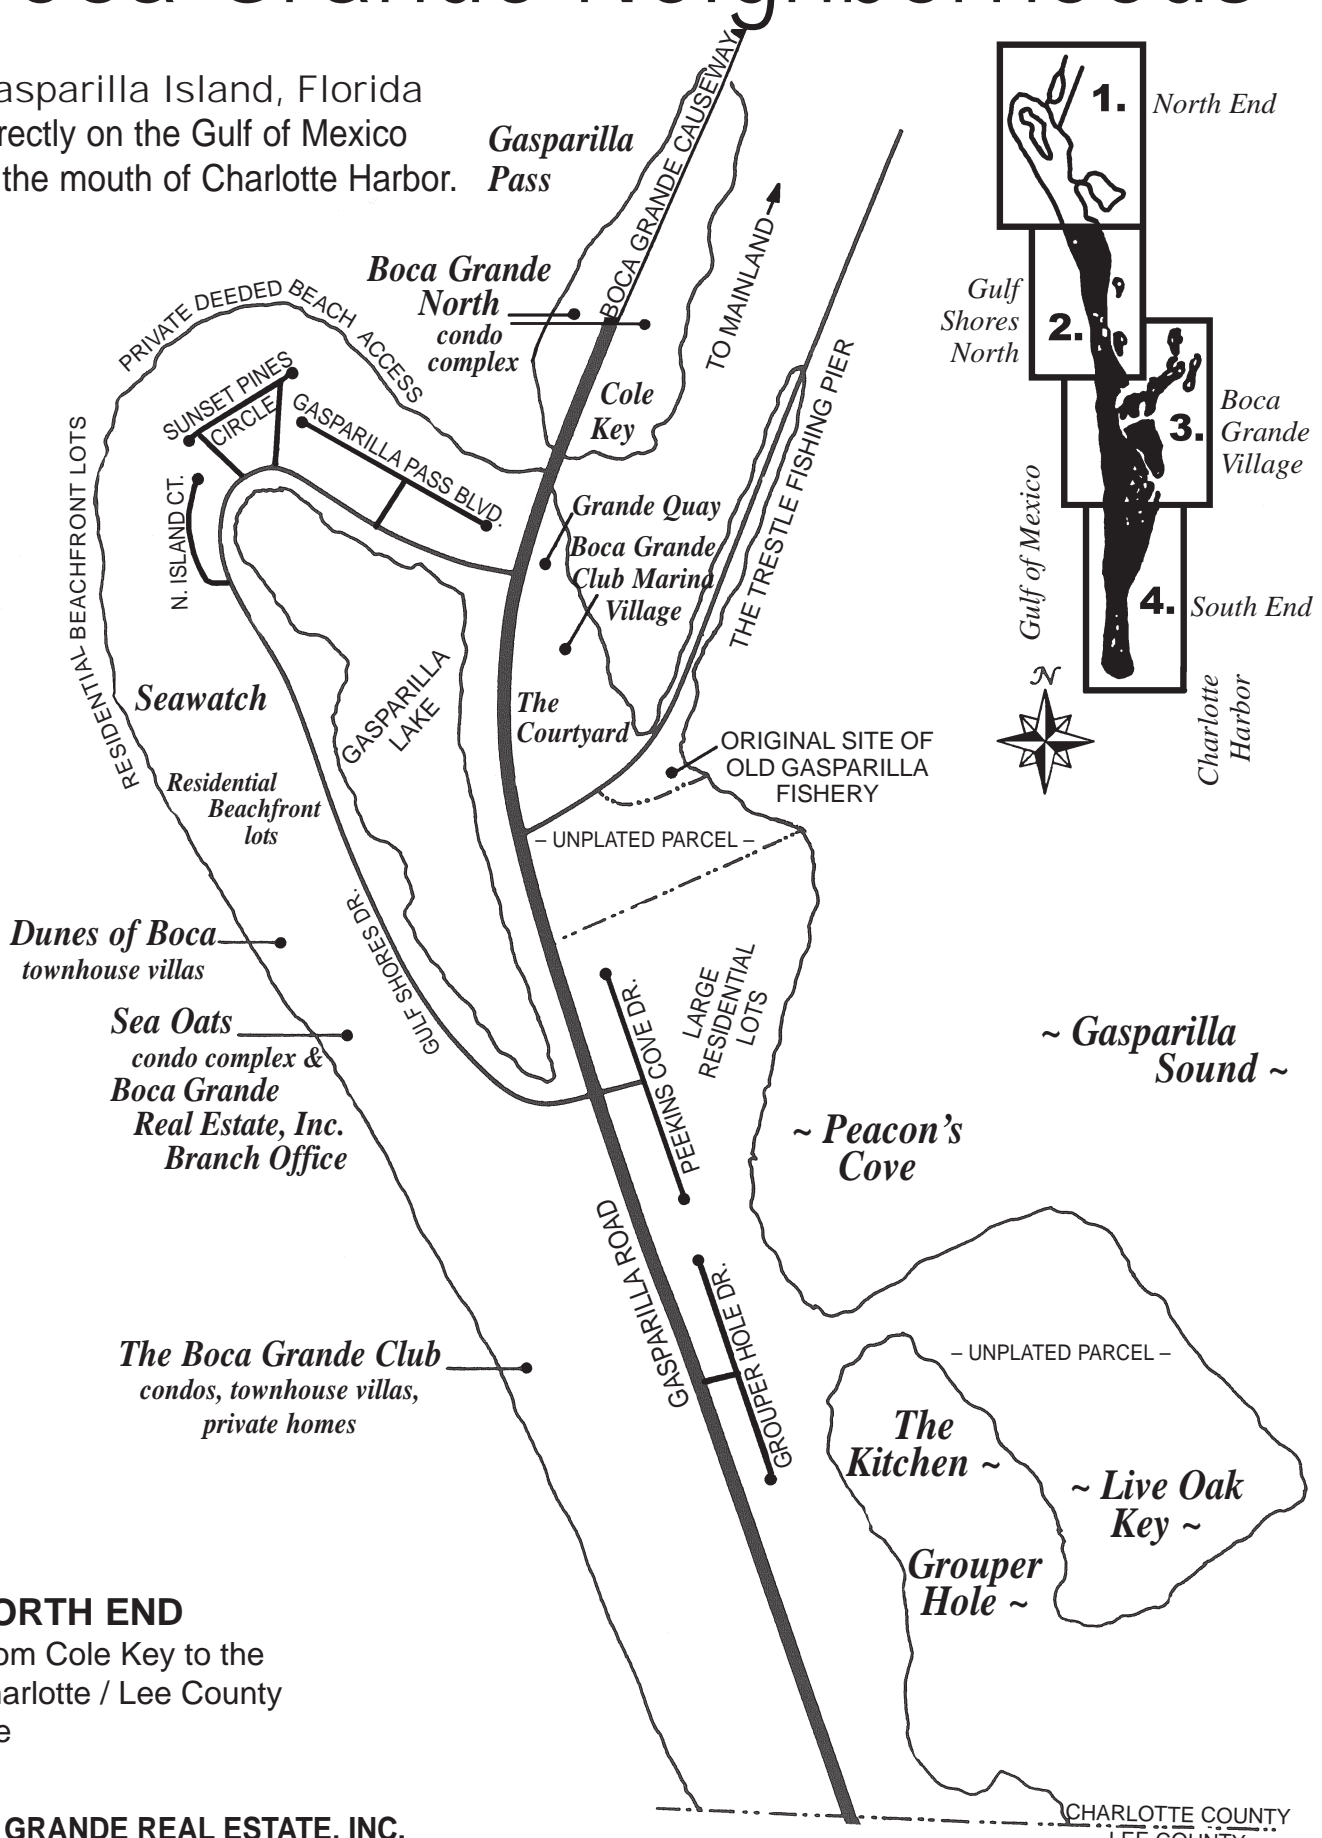 oca Grande Neighborhoods
asparilla Island, Florida
rectly on the Gulf of Mexico
the mouth of Charlotte Harbor.
Gasparilla
Pass
BOCA GRANDE CAUSEWAY
TO MAINLAND
Boca Grande
North
condo
complex
Cole
Key
PRIVATE DEEDED BEACH ACCESS
SUNSET PINES
CIRCLE
GASPARILLA PASS BLVD.
N. ISLAND CT.
RESIDENTIAL BEACHFRONT LOTS
THE TRESTLE FISHING PIER
Grande Quay
Boca Grande
Club Marina
Village
Seawatch
GASPARILLA
LAKE
The
Courtyard
ORIGINAL SITE OF
OLD GASPARILLA
FISHERY
Residential
Beachfront
lots
– UNPLATED PARCEL –
GULF SHORES DR.
Dunes of Boca
townhouse villas
Sea Oats
condo complex &
Boca Grande
Real Estate, Inc.
Branch Office
PEEKINS COVE DR.
LARGE
RESIDENTIAL
LOTS
~ Gasparilla
Sound ~
~ Peacon's
Cove
GASPARILLA ROAD
GROUPER HOLE DR.
The Boca Grande Club
condos, townhouse villas,
private homes
– UNPLATED PARCEL –
The
Kitchen ~
~ Live Oak
Key ~
Grouper
Hole ~
1.
North End
Gulf
Shores
North
2.
3.
Boca
Grande
Village
Gulf of Mexico
4.
South End
N
Charlotte
Harbor
ORTH END
om Cole Key to the
harlotte / Lee County
e
GRANDE REAL ESTATE, INC.
CHARLOTTE COUNTY
LEE COUNTY